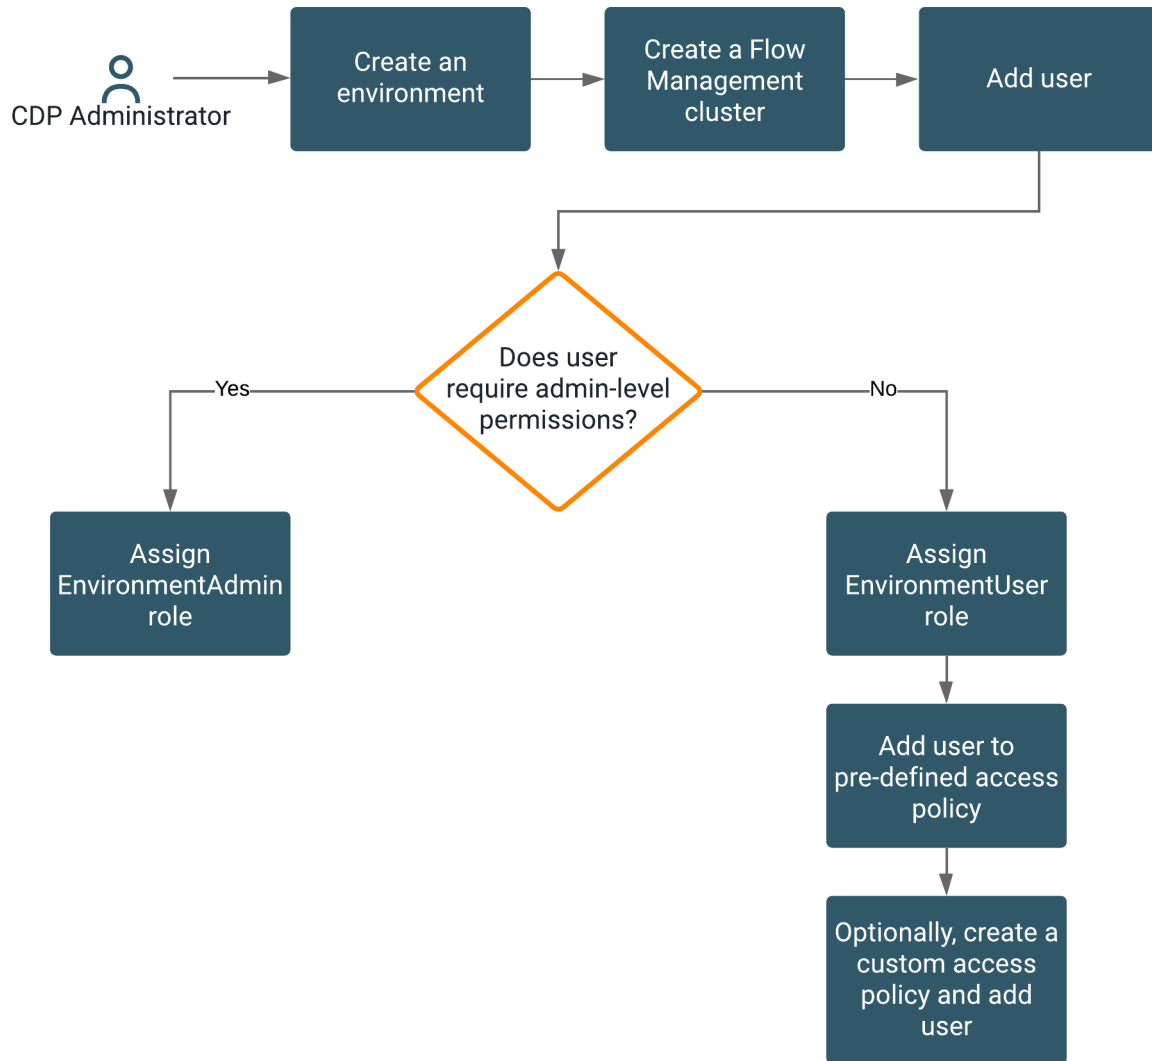 CDP Administrator
Create an
environment
Create a Flow
Management
cluster
Add user
Does user
require admin-level
permissions?
Yes
No
Assign
EnvironmentAdmin
role
Assign
EnvironmentUser
role
Add user to
pre-defined access
policy
Optionally, create a
custom access
policy and add
user